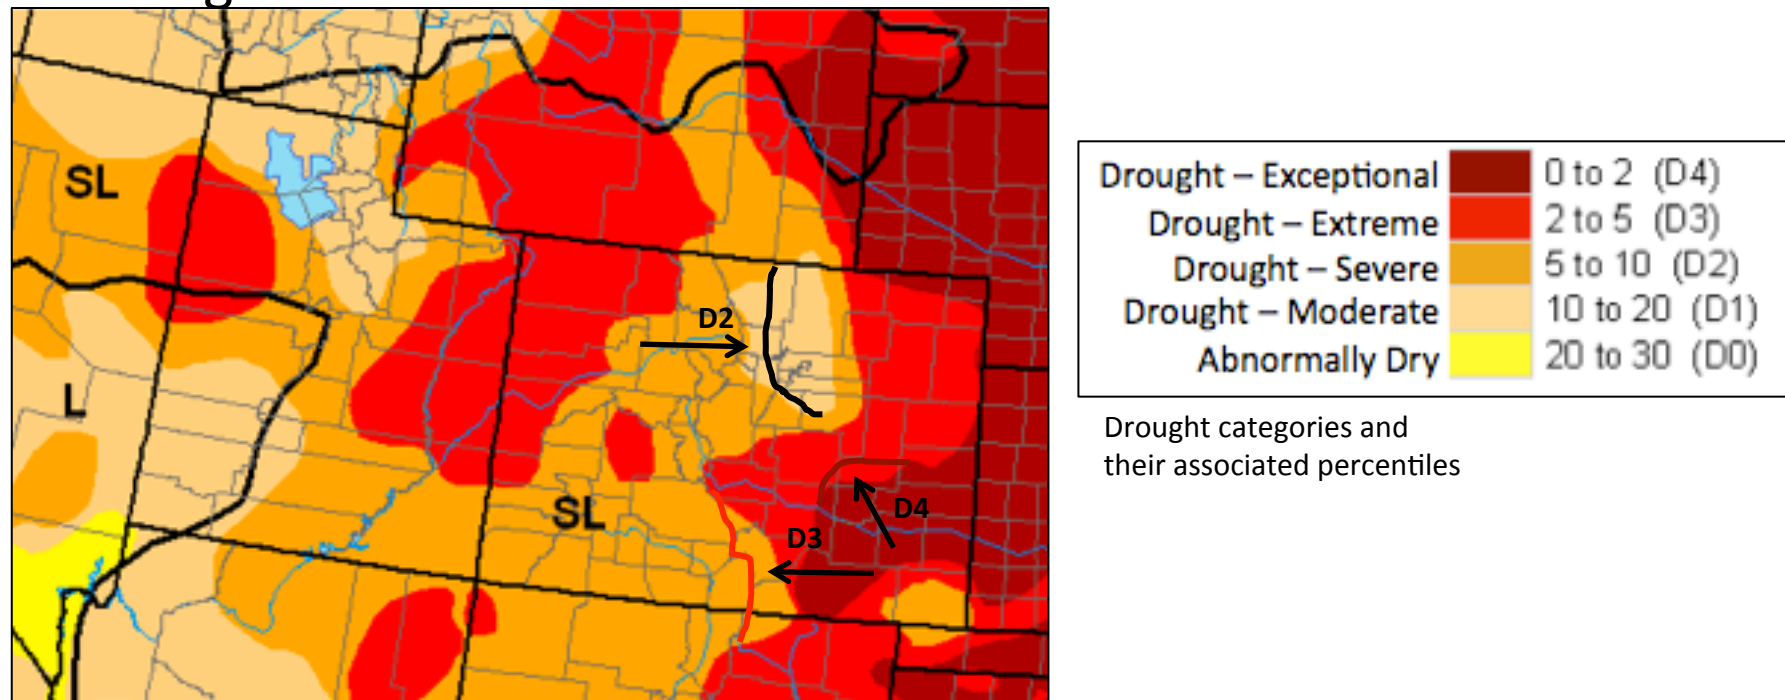 SL
D2
L
SL
D4
D3
Drought – Exceptional 0 to 2 (D4)
Drought – Extreme 2 to 5 (D3)
Drought – Severe 5 to 10 (D2)
Drought – Moderate 10 to 20 (D1)
Abnormally Dry 20 to 30 (D0)
Drought categories and
their associated percentiles